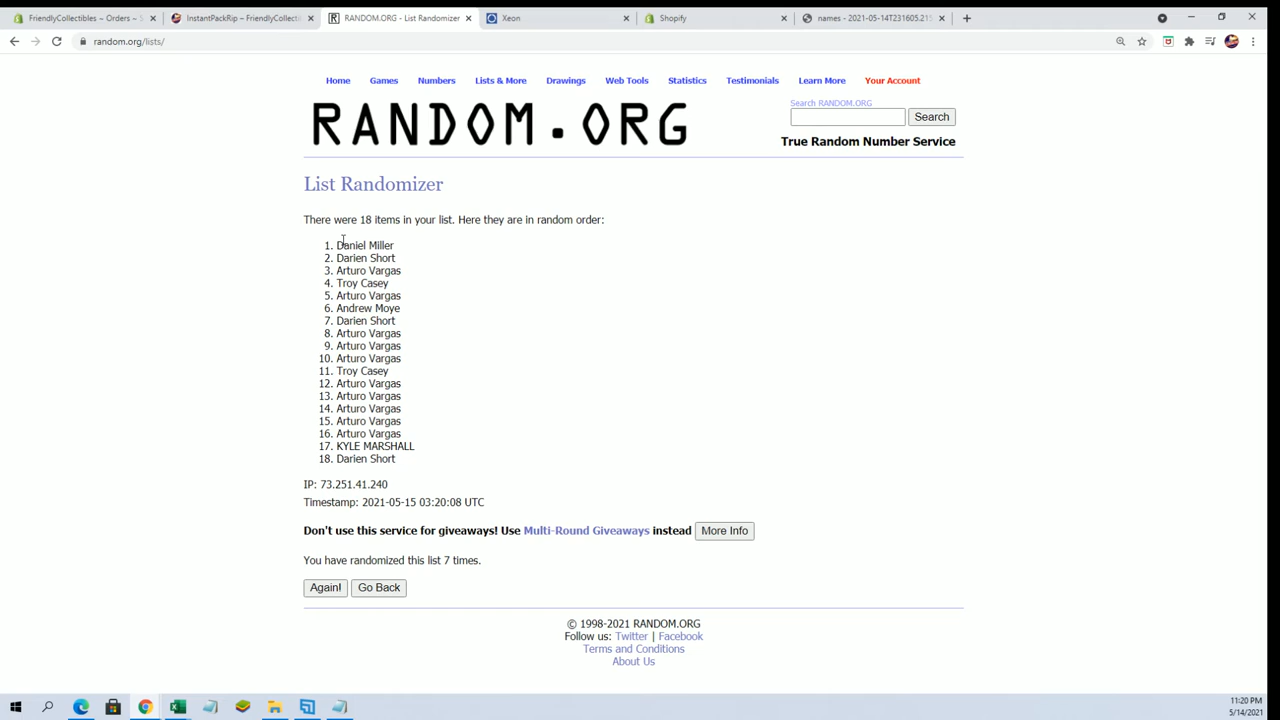 FriendlyCollectibles ~ Orders ~ S
InstantPackRip ~ FriendlyCollecti
RANDOM.ORG - List Randomizer
Xeon
Shopify
names - 2021-05-14T231605.215
random.org/lists/
Home Games Numbers Lists & More Drawings Web Tools Statistics Testimonials Learn More Your Account
RANDOM.ORG
Search RANDOM.ORG
Search
True Random Number Service
List Randomizer
There were 18 items in your list. Here they are in random order:
1. Daniel Miller
2. Darien Short
3. Arturo Vargas
4. Troy Casey
5. Arturo Vargas
6. Andrew Moye
7. Darien Short
8. Arturo Vargas
9. Arturo Vargas
10. Arturo Vargas
11. Troy Casey
12. Arturo Vargas
13. Arturo Vargas
14. Arturo Vargas
15. Arturo Vargas
16. Arturo Vargas
17. KYLE MARSHALL
18. Darien Short
IP: 73.251.41.240
Timestamp: 2021-05-15 03:20:08 UTC
Don't use this service for giveaways! Use Multi-Round Giveaways instead More Info
You have randomized this list 7 times.
Again! Go Back
© 1998-2021 RANDOM.ORG
Follow us: Twitter | Facebook
Terms and Conditions
About Us
11:20 PM
5/14/2021